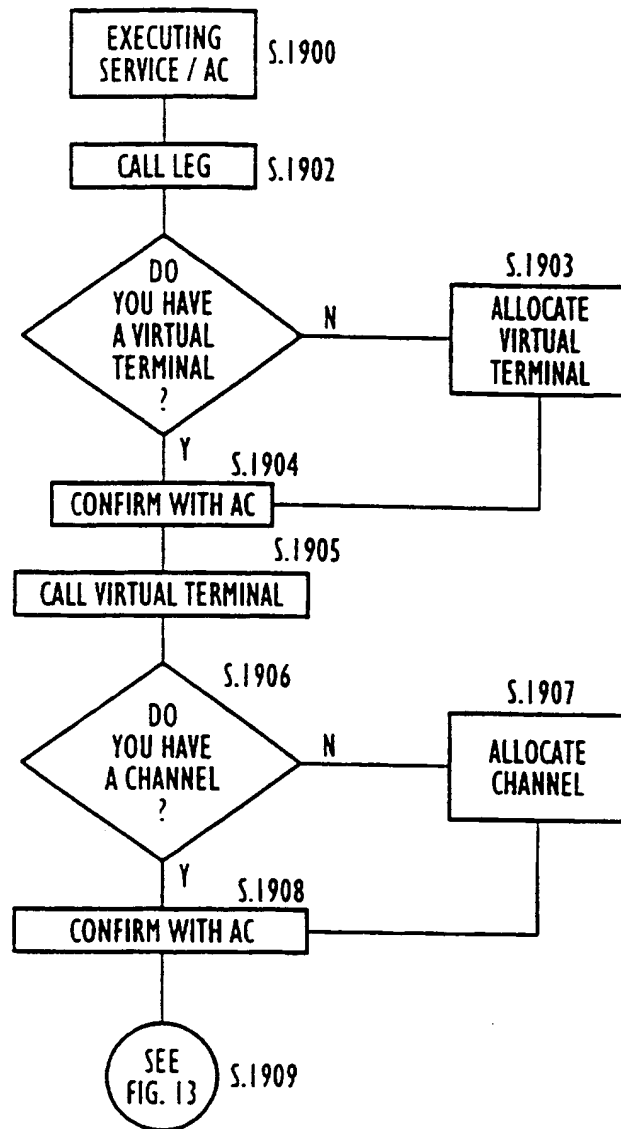 EXECUTING
SERVICE / AC
S.1900
CALL LEG
S.1902
DO
YOU HAVE
A VIRTUAL
TERMINAL
?
N
S.1903
ALLOCATE
VIRTUAL
TERMINAL
Y
S.1904
CONFIRM WITH AC
S.1905
CALL VIRTUAL TERMINAL
S.1906
DO
YOU HAVE
A CHANNEL
?
N
S.1907
ALLOCATE
CHANNEL
Y
S.1908
CONFIRM WITH AC
SEE
FIG. 13
S.1909